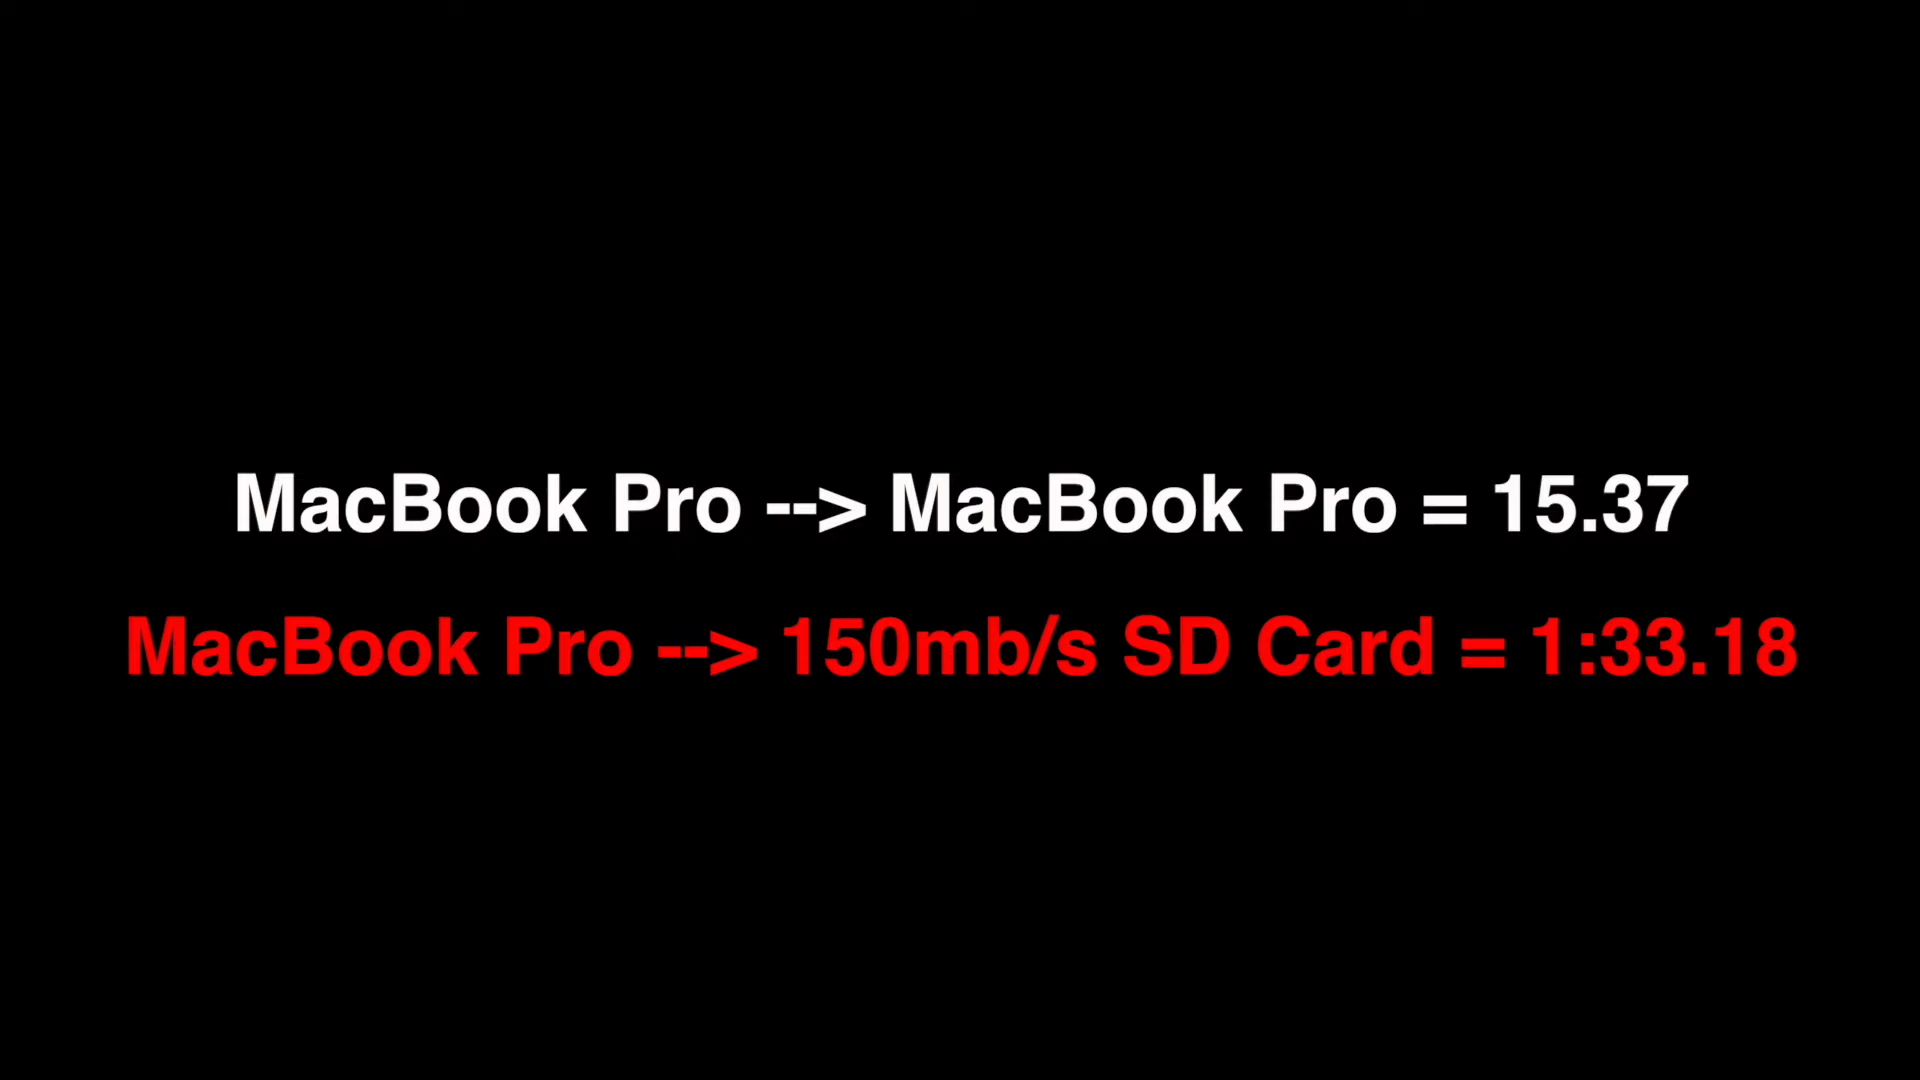 MacBook Pro --> MacBook Pro = 15.37
MacBook Pro --> 150mb/s SD Card = 1:33.18